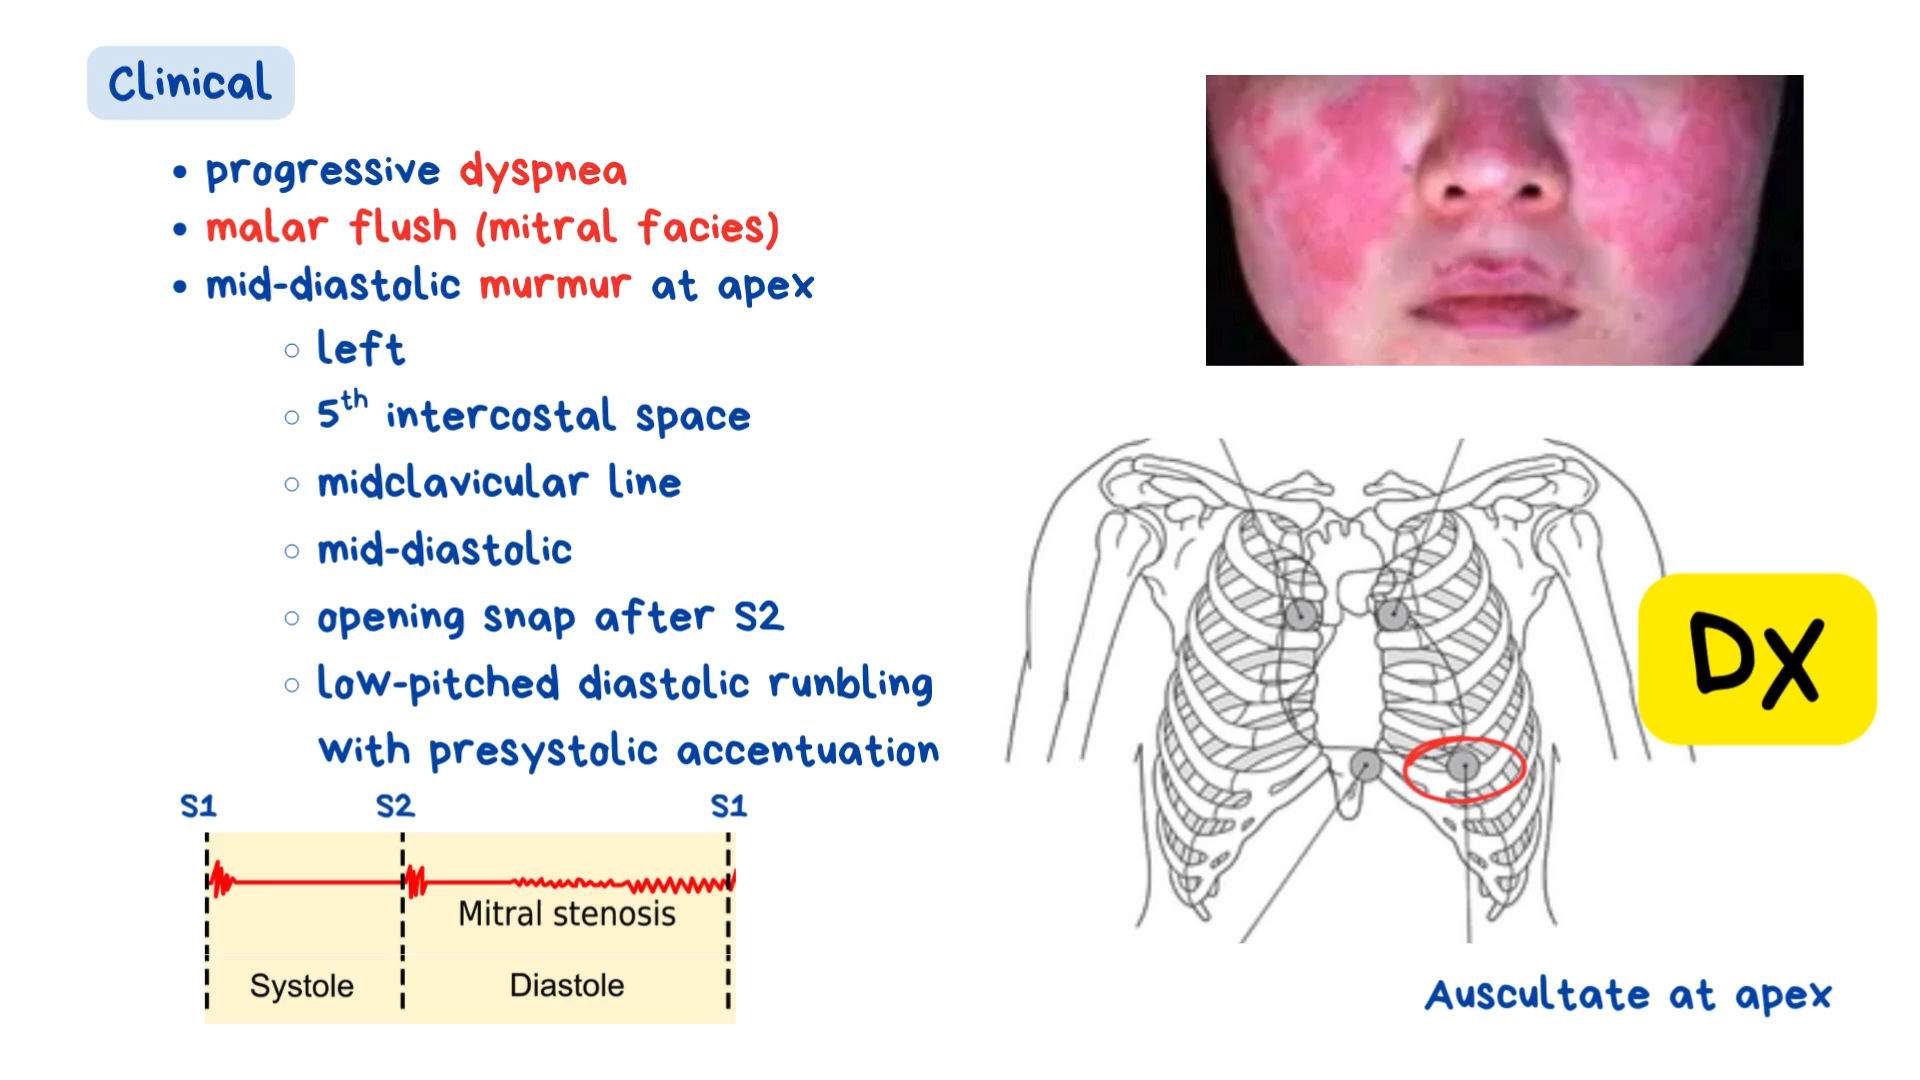 Clinical
progressive dyspnea
malar flush (mitral facies)
mid-diastolic murmur at apex
left
5th intercostal space
midclavicular line
mid-diastolic
opening snap after S2
low-pitched diastolic runbling
with presystolic accentuation
S1 S2 S1
Mitral stenosis
Systole Diastole
DX
Auscultate at apex